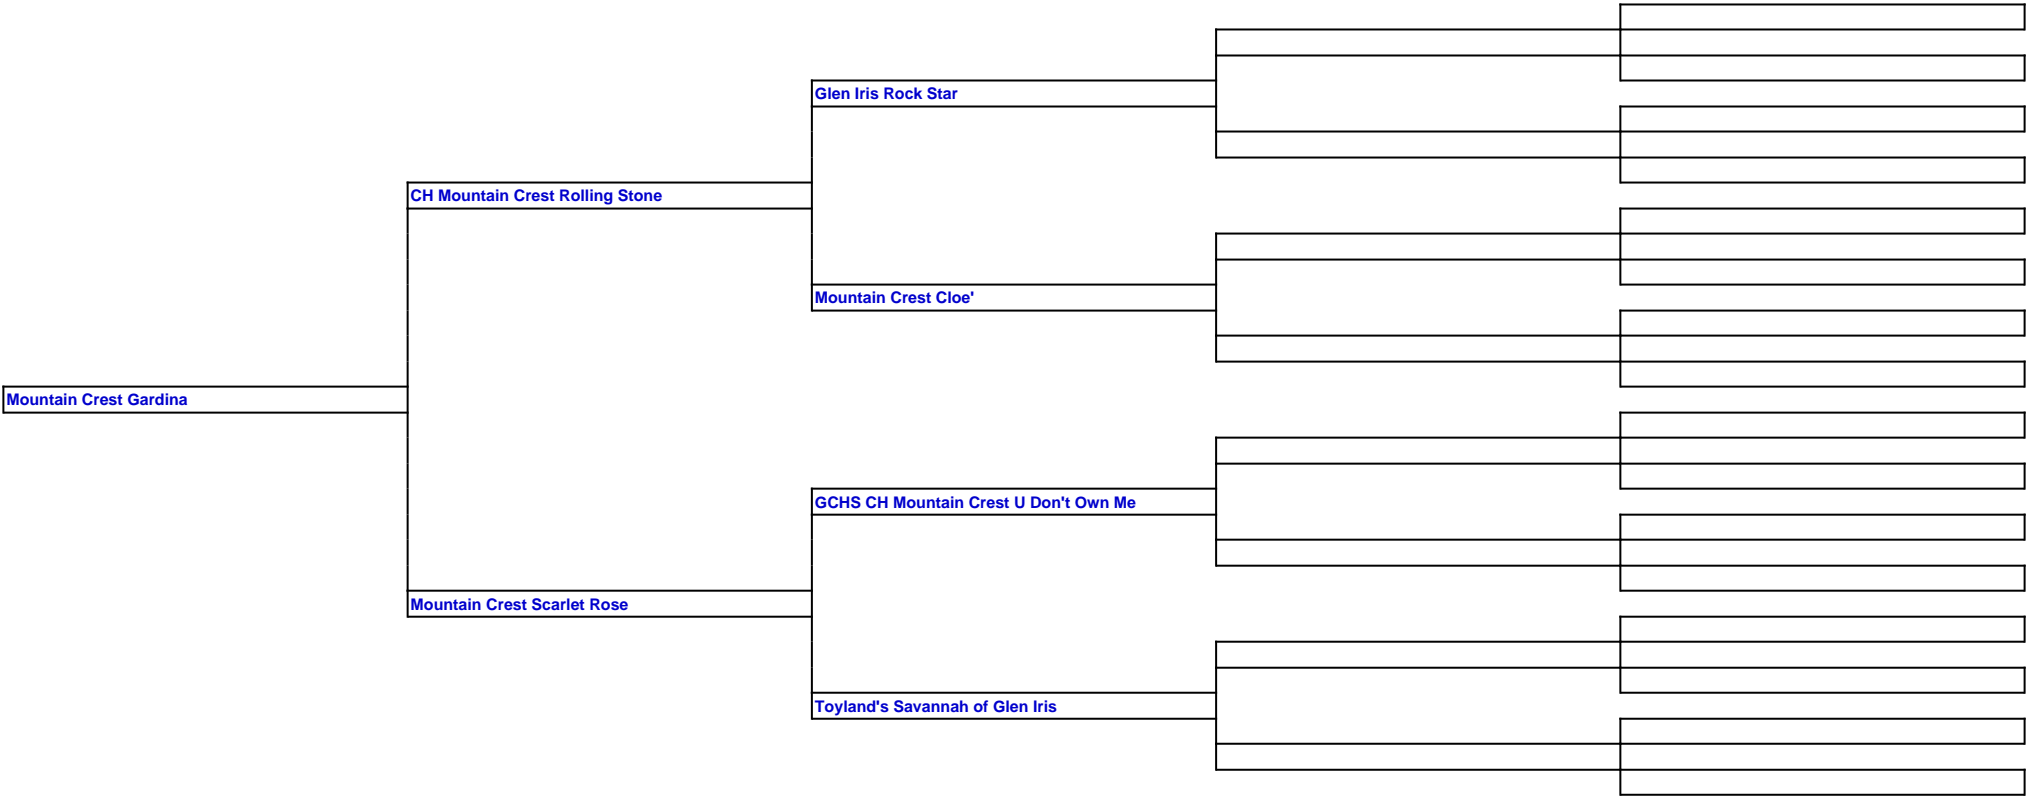 Glen Iris Rock Star
CH Mountain Crest Rolling Stone
Mountain Crest Cloe'
Mountain Crest Gardina
GCHS CH Mountain Crest U Don't Own Me
Mountain Crest Scarlet Rose
Toyland's Savannah of Glen Iris